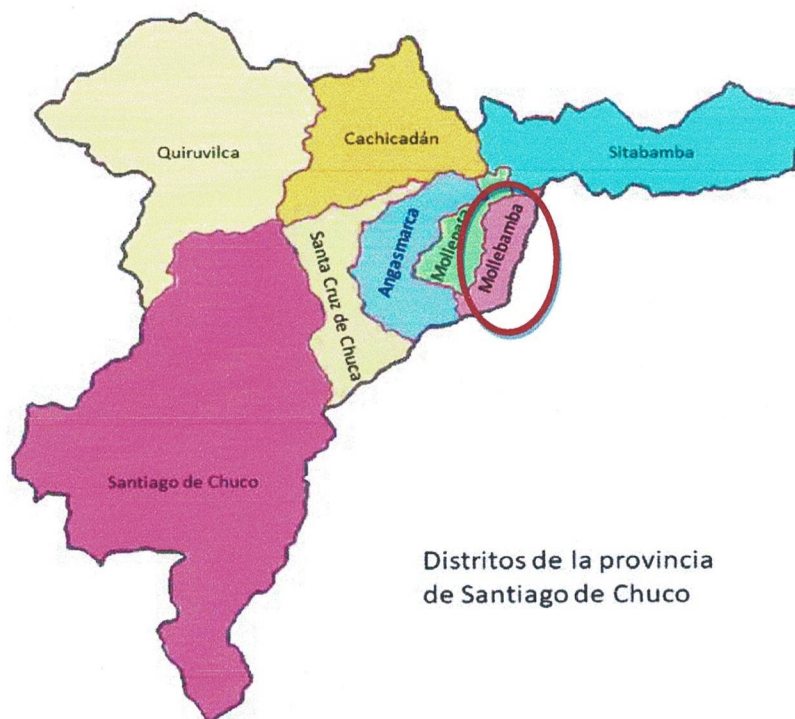 Quiruvilca
Cachicadán
Sitabamba
Santa Cruz de Chuca
Angasmarca
Mollepata
Mollebamba
Santiago de Chuco
Distritos de la provincia
de Santiago de Chuco